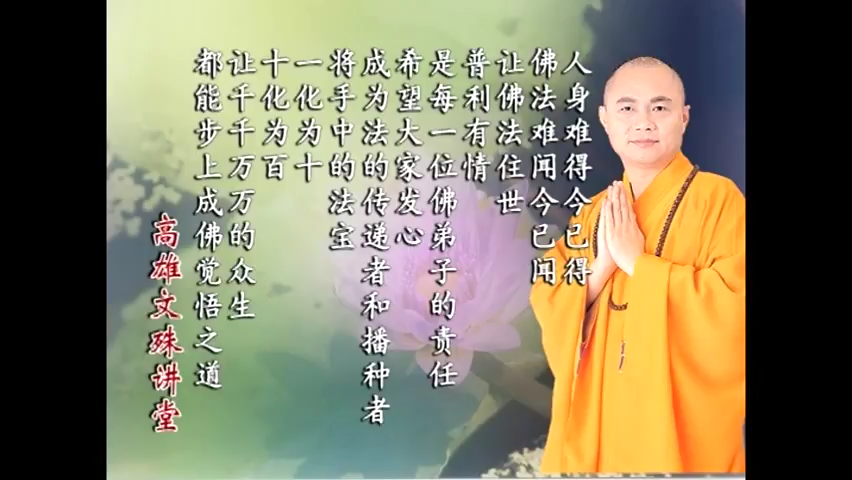 人身难得今已得
佛法难闻今已闻
让佛法住世
普利有情
是每一位佛弟子的责任
希望大家发心
成为法的传递者和播种者
将手中的法宝
一化为十
十化为百
让千千万万的众生
都能步上成佛觉悟之道
高雄文殊讲堂